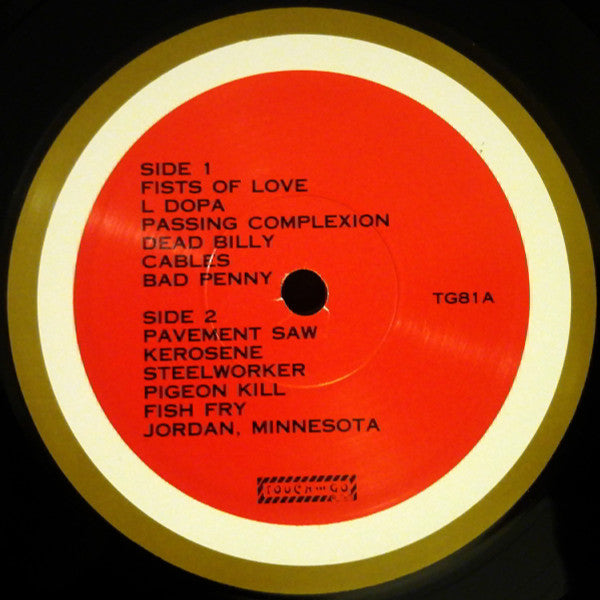 SIDE 1
FISTS OF LOVE
L DOPA
PASSING COMPLEXION
DEAD BILLY
CABLES
BAD PENNY
TG81A
SIDE 2
PAVEMENT SAW
KEROSENE
STEELWORKER
PIGEON KILL
FISH FRY
JORDAN, MINNESOTA
TOUCH AND GO